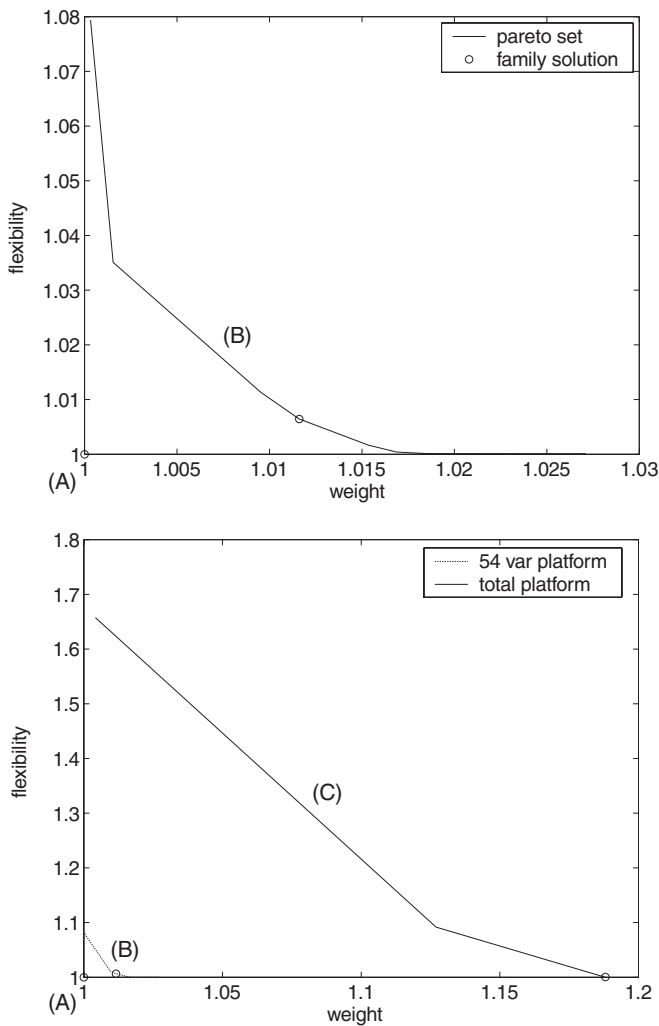 1.08
pareto set
family solution
1.07
1.06
1.05
flexibility
1.04
1.03
(B)
1.02
1.01
1
(A)
1 1.005 1.01 1.015 1.02 1.025 1.03
weight
1.8
54 var platform
total platform
1.7
1.6
1.5
flexibility
1.4
(C)
1.3
1.2
1.1
(B)
1
(A)
1 1.05 1.1 1.15 1.2
weight